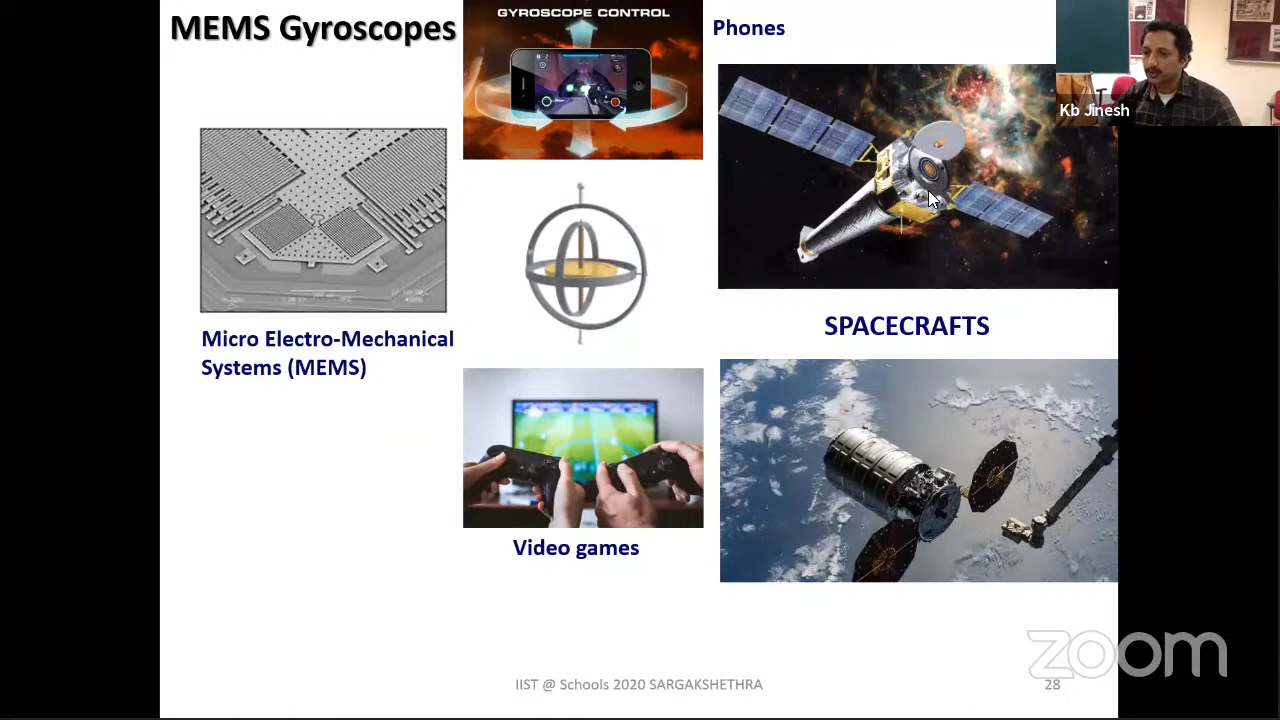 MEMS Gyroscopes
GYROSCOPE CONTROL
Phones
Kb Jinesh
Micro Electro-Mechanical
Systems (MEMS)
SPACECRAFTS
Video games
zoom
IIST @ Schools 2020 SARGAKSHETHRA
28